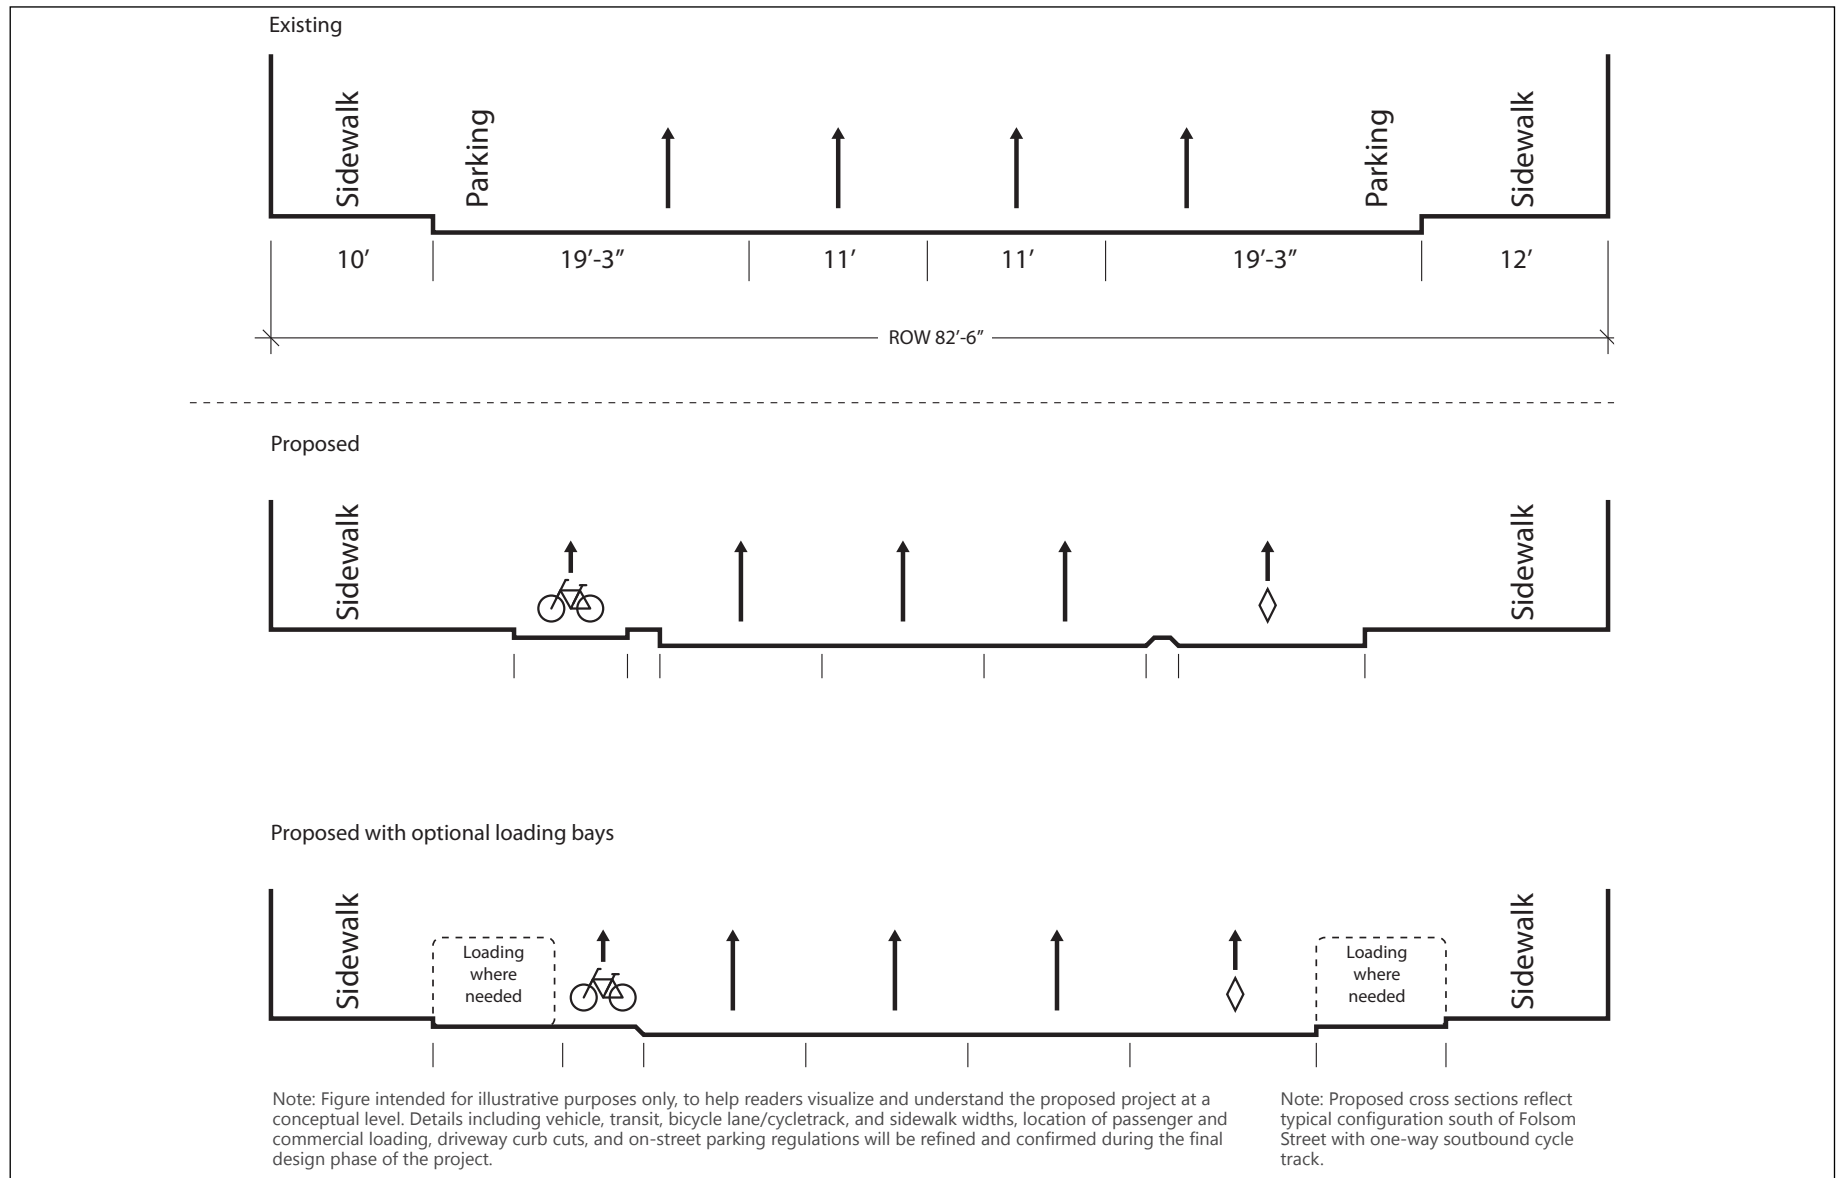 Existing
Sidewalk
Parking
Parking
Sidewalk
10’
19’-3”
11’
11’
19’-3”
12’
ROW 82’-6”
Proposed
Sidewalk
Sidewalk
Proposed with optional loading bays
Sidewalk
Loading
where
needed
Loading
where
needed
Sidewalk
Note: Figure intended for illustrative purposes only, to help readers visualize and understand the proposed project at a
conceptual level. Details including vehicle, transit, bicycle lane/cycletrack, and sidewalk widths, location of passenger and
commercial loading, driveway curb cuts, and on-street parking regulations will be refined and confirmed during the final
design phase of the project.
Note: Proposed cross sections reflect
typical configuration south of Folsom
Street with one-way soutbound cycle
track.